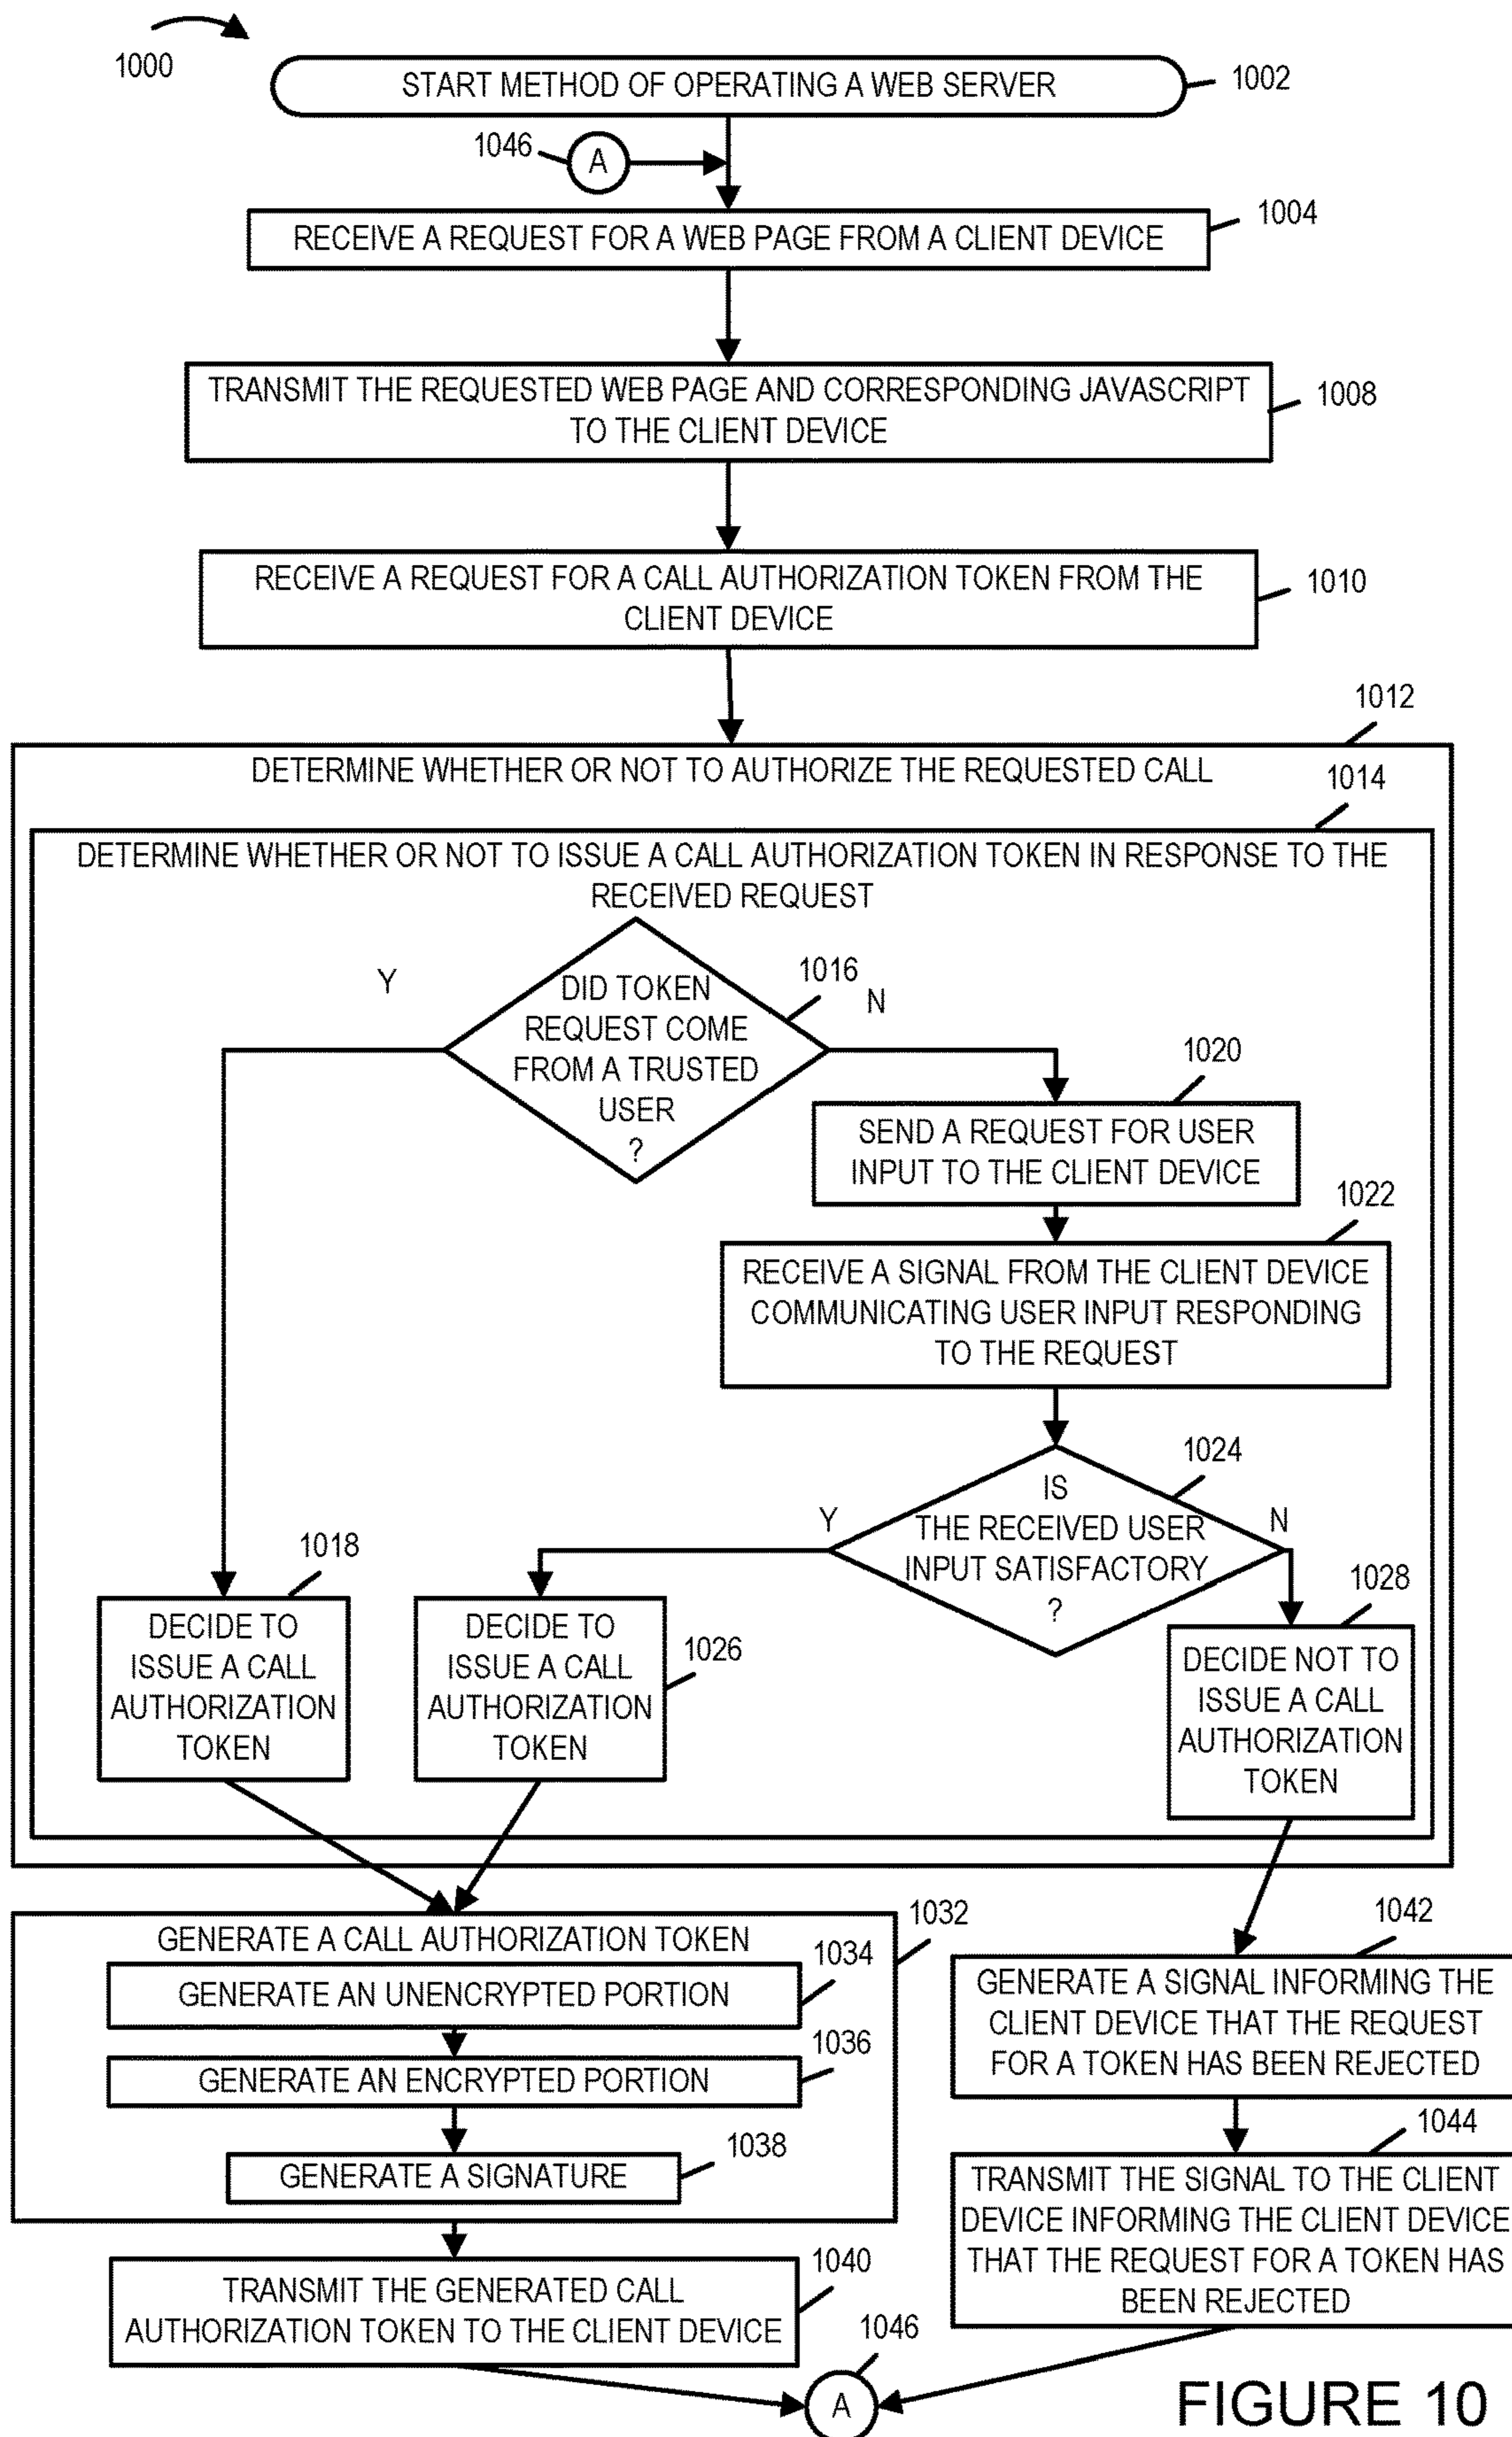 1000
START METHOD OF OPERATING A WEB SERVER
1002
1046
A
RECEIVE A REQUEST FOR A WEB PAGE FROM A CLIENT DEVICE
1004
TRANSMIT THE REQUESTED WEB PAGE AND CORRESPONDING JAVASCRIPT
TO THE CLIENT DEVICE
1008
RECEIVE A REQUEST FOR A CALL AUTHORIZATION TOKEN FROM THE
CLIENT DEVICE
1010
1012
DETERMINE WHETHER OR NOT TO AUTHORIZE THE REQUESTED CALL
1014
DETERMINE WHETHER OR NOT TO ISSUE A CALL AUTHORIZATION TOKEN IN RESPONSE TO THE
RECEIVED REQUEST
Y
DID TOKEN
REQUEST COME
FROM A TRUSTED
USER
?
1016
N
1020
SEND A REQUEST FOR USER
INPUT TO THE CLIENT DEVICE
1022
RECEIVE A SIGNAL FROM THE CLIENT DEVICE
COMMUNICATING USER INPUT RESPONDING
TO THE REQUEST
1024
Y
IS
THE RECEIVED USER
INPUT SATISFACTORY
?
N
1018
DECIDE TO
ISSUE A CALL
AUTHORIZATION
TOKEN
DECIDE TO
ISSUE A CALL
AUTHORIZATION
TOKEN
1026
1028
DECIDE NOT TO
ISSUE A CALL
AUTHORIZATION
TOKEN
1032
GENERATE A CALL AUTHORIZATION TOKEN
1034
GENERATE AN UNENCRYPTED PORTION
1036
GENERATE AN ENCRYPTED PORTION
1038
GENERATE A SIGNATURE
1040
TRANSMIT THE GENERATED CALL
AUTHORIZATION TOKEN TO THE CLIENT DEVICE
1042
GENERATE A SIGNAL INFORMING THE
CLIENT DEVICE THAT THE REQUEST
FOR A TOKEN HAS BEEN REJECTED
1044
TRANSMIT THE SIGNAL TO THE CLIENT
DEVICE INFORMING THE CLIENT DEVICE
THAT THE REQUEST FOR A TOKEN HAS
BEEN REJECTED
1046
A
FIGURE 10